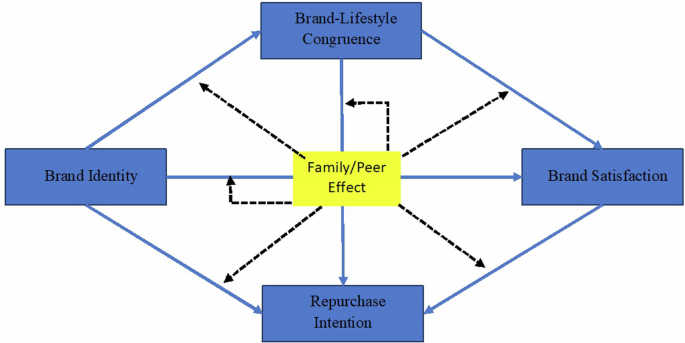 Brand-Lifestyle
Congruence
Brand Identity
Family/Peer
Effect
Brand Satisfaction
Repurchase
Intention